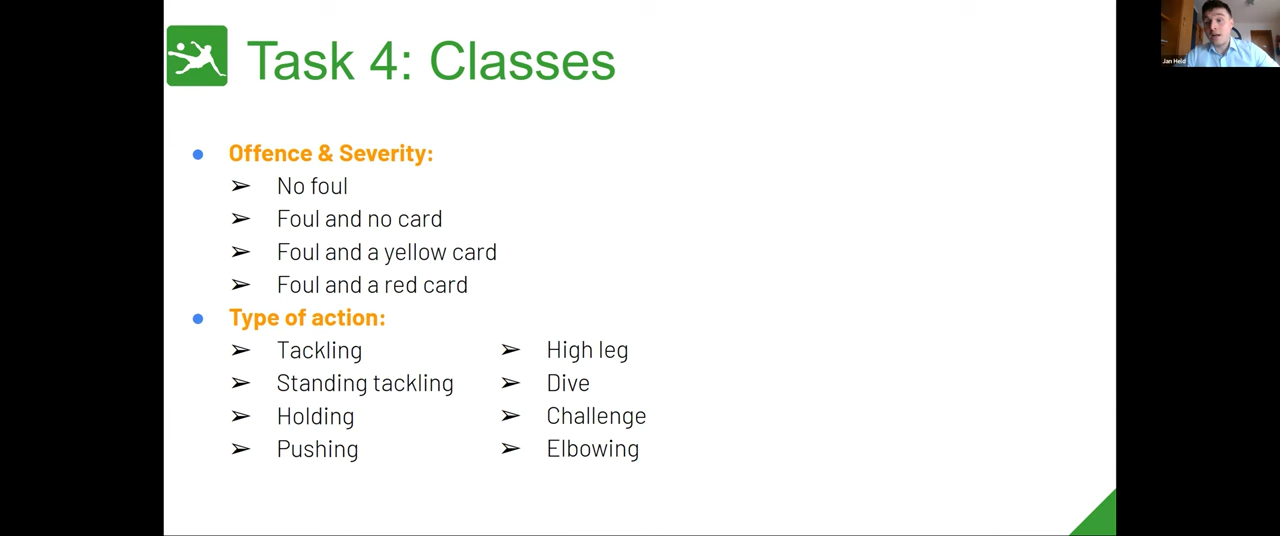 Task 4: Classes
Jan Held
● Offence & Severity:
➢ No foul
➢ Foul and no card
➢ Foul and a yellow card
➢ Foul and a red card
● Type of action:
➢ Tackling
➢ Standing tackling
➢ Holding
➢ Pushing
➢ High leg
➢ Dive
➢ Challenge
➢ Elbowing